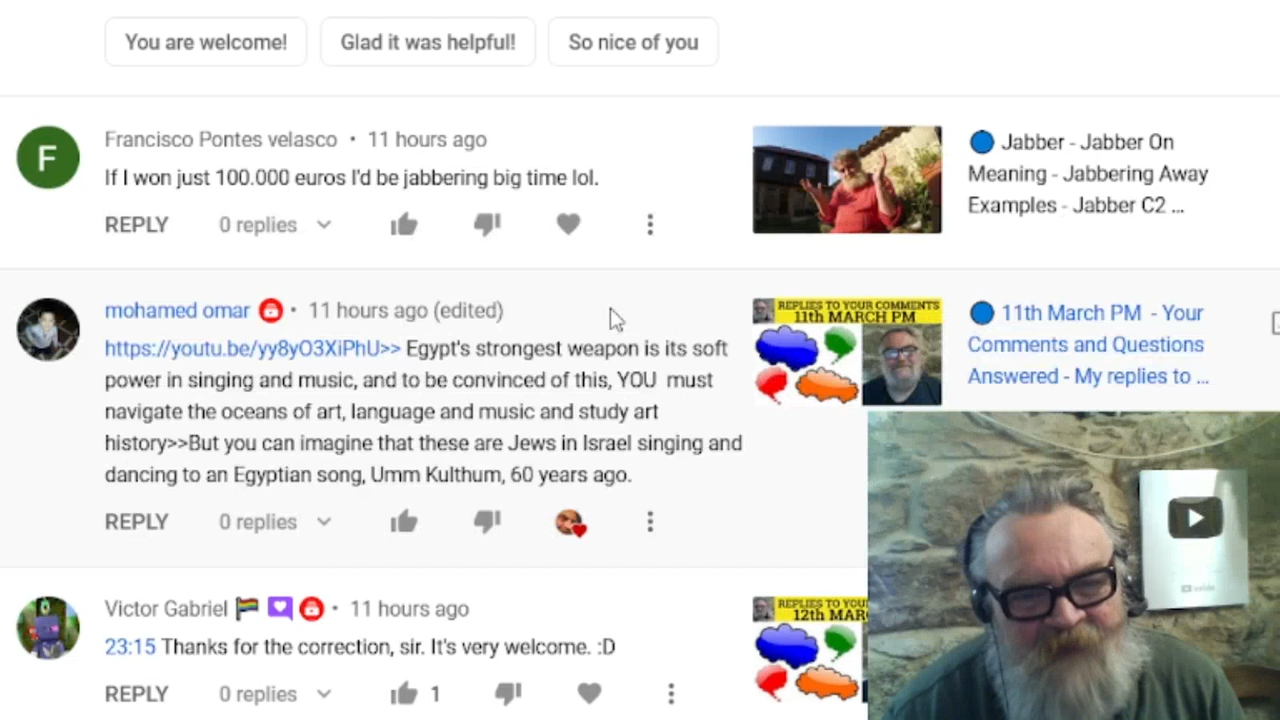 You are welcome!
Glad it was helpful!
So nice of you
F
Francisco Pontes velasco • 11 hours ago
If I won just 100.000 euros I'd be jabbering big time lol.
REPLY
0 replies
Jabber - Jabber On
Meaning - Jabbering Away
Examples - Jabber C2 ...
mohamed omar • 11 hours ago (edited)
https://youtu.be/yy8yO3XiPhU>> Egypt's strongest weapon is its soft
power in singing and music, and to be convinced of this, YOU must
navigate the oceans of art, language and music and study art
history>>But you can imagine that these are Jews in Israel singing and
dancing to an Egyptian song, Umm Kulthum, 60 years ago.
REPLY
0 replies
REPLIES TO YOUR COMMENTS
11th MARCH PM
11th March PM - Your
Comments and Questions
Answered - My replies to ...
Victor Gabriel • 11 hours ago
23:15 Thanks for the correction, sir. It's very welcome. :D
REPLY
0 replies
1
REPLIES TO YOU
12th MAR